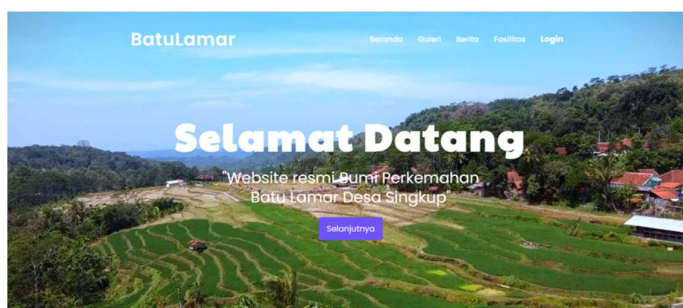 BatuLamar
Beranda Galeri Berita Fasilitas Login
Selamat Datang
"Website resmi Bumi Perkemahan
Batu Lamar Desa Singkup
Selanjutnya